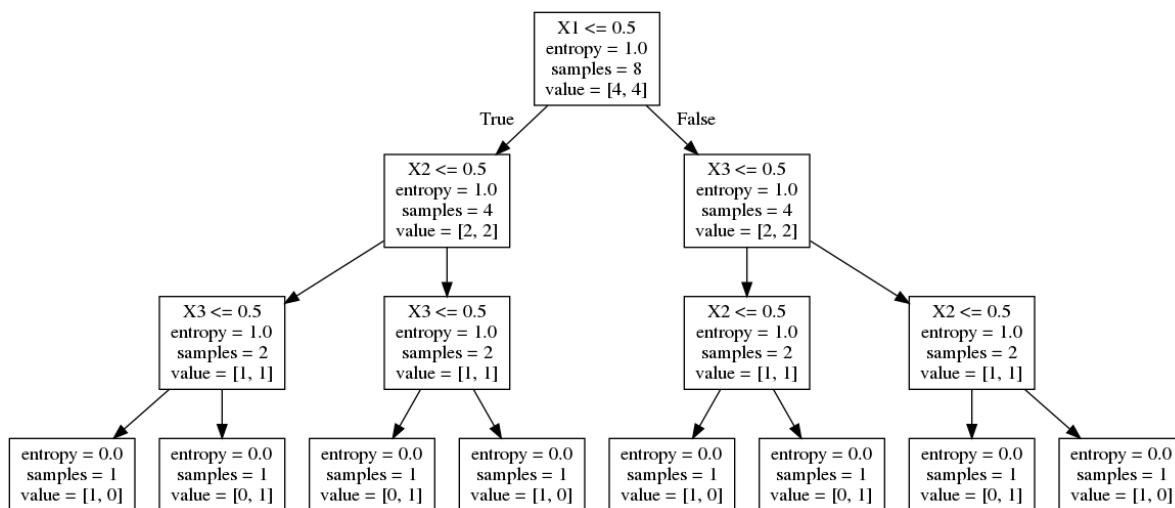 X1 <= 0.5
entropy = 1.0
samples = 8
value = [4, 4]
True
False
X2 <= 0.5
entropy = 1.0
samples = 4
value = [2, 2]
X3 <= 0.5
entropy = 1.0
samples = 4
value = [2, 2]
X3 <= 0.5
entropy = 1.0
samples = 2
value = [1, 1]
X3 <= 0.5
entropy = 1.0
samples = 2
value = [1, 1]
X2 <= 0.5
entropy = 1.0
samples = 2
value = [1, 1]
X2 <= 0.5
entropy = 1.0
samples = 2
value = [1, 1]
entropy = 0.0
samples = 1
value = [1, 0]
entropy = 0.0
samples = 1
value = [0, 1]
entropy = 0.0
samples = 1
value = [0, 1]
entropy = 0.0
samples = 1
value = [1, 0]
entropy = 0.0
samples = 1
value = [1, 0]
entropy = 0.0
samples = 1
value = [0, 1]
entropy = 0.0
samples = 1
value = [0, 1]
entropy = 0.0
samples = 1
value = [1, 0]